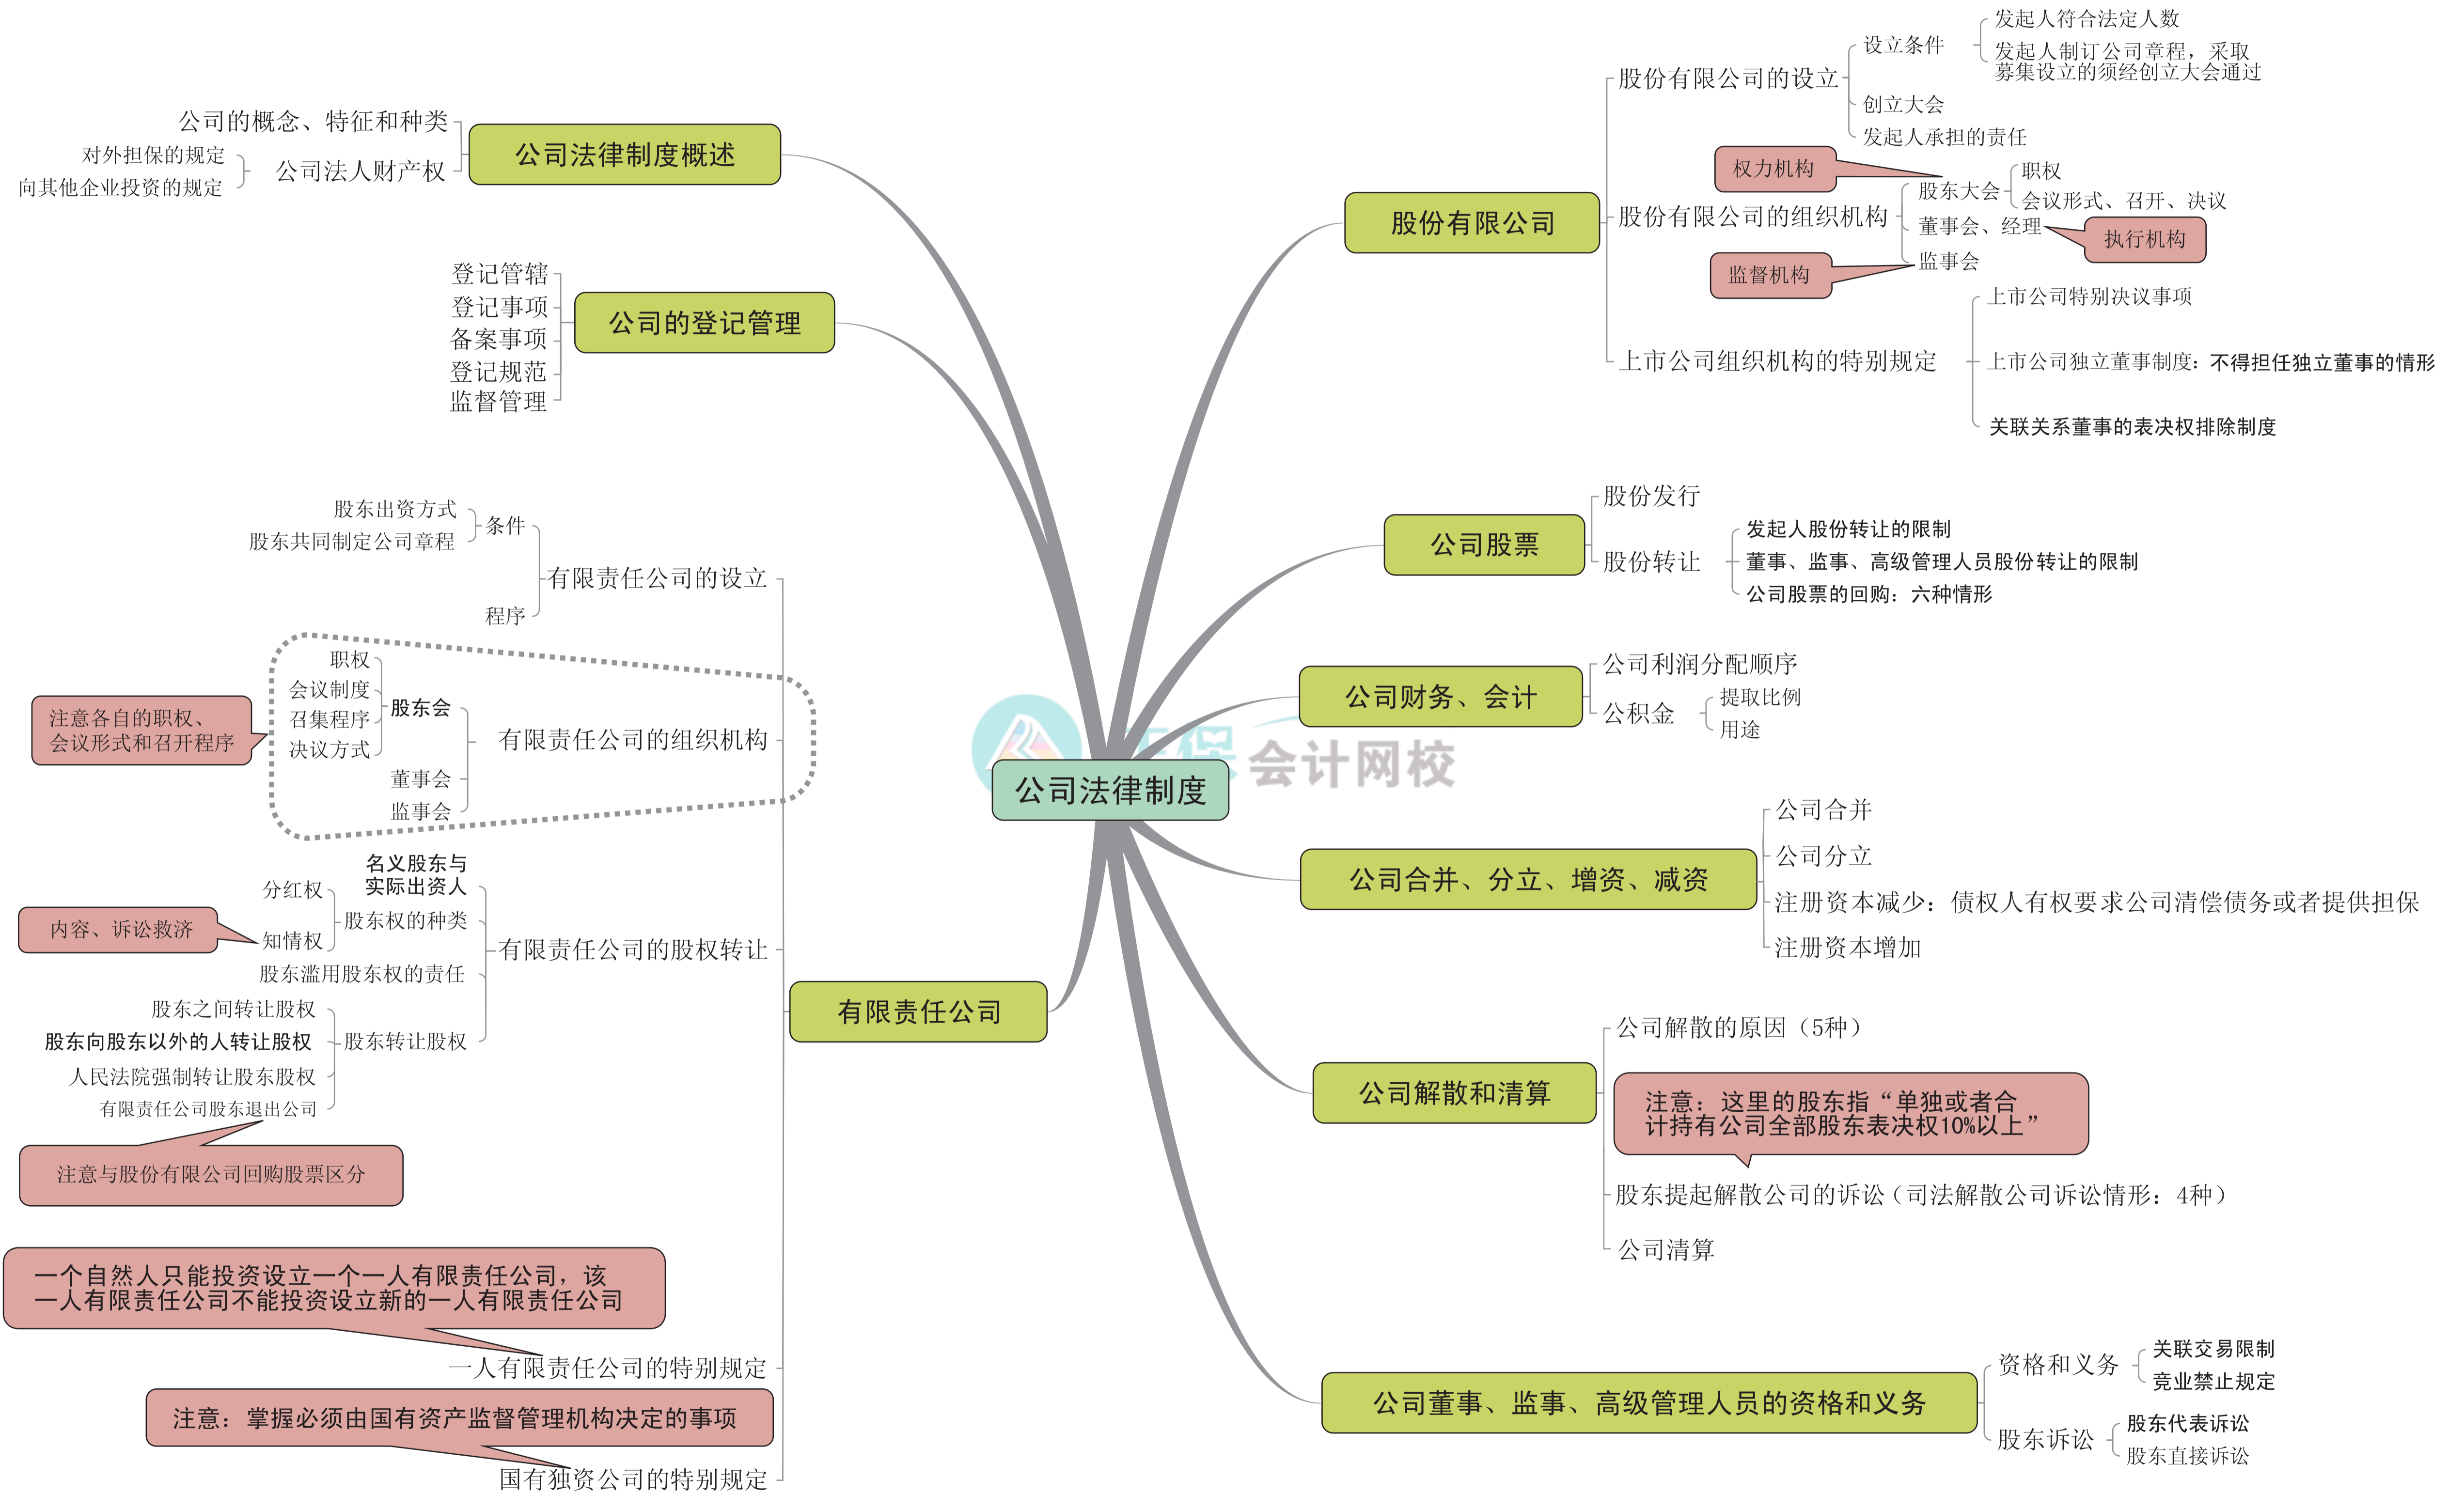 公司法律制度
公司法律制度概述
公司的概念、特征和种类
公司法人财产权
对外担保的规定
向其他企业投资的规定
公司的登记管理
登记管辖
登记事项
备案事项
登记规范
监督管理
有限责任公司
有限责任公司的设立
条件
股东出资方式
股东共同制定公司章程
程序
有限责任公司的组织机构
股东会
职权
会议制度
召集程序
决议方式
董事会
监事会
注意各自的职权、
会议形式和召开程序
有限责任公司的股权转让
名义股东与
实际出资人
股东权的种类
分红权
知情权
内容、诉讼救济
股东滥用股东权的责任
股东转让股权
股东之间转让股权
股东向股东以外的人转让股权
人民法院强制转让股东股权
有限责任公司股东退出公司
注意与股份有限公司回购股票区分
一个自然人只能投资设立一个一人有限责任公司，该
一人有限责任公司不能投资设立新的一人有限责任公司
一人有限责任公司的特别规定
注意：掌握必须由国有资产监督管理机构决定的事项
国有独资公司的特别规定
股份有限公司
股份有限公司的设立
设立条件
发起人符合法定人数
发起人制订公司章程，采取
募集设立的须经创立大会通过
创立大会
发起人承担的责任
股份有限公司的组织机构
权力机构
股东大会
职权
会议形式、召开、决议
董事会、经理
执行机构
监督机构
监事会
上市公司组织机构的特别规定
上市公司特别决议事项
上市公司独立董事制度：不得担任独立董事的情形
关联关系董事的表决权排除制度
公司股票
股份发行
股份转让
发起人股份转让的限制
董事、监事、高级管理人员股份转让的限制
公司股票的回购：六种情形
公司财务、会计
公司利润分配顺序
公积金
提取比例
用途
保 会计网校
公司合并、分立、增资、减资
公司合并
公司分立
注册资本减少：债权人有权要求公司清偿债务或者提供担保
注册资本增加
公司解散和清算
公司解散的原因（5种）
注意：这里的股东指“单独或者合
计持有公司全部股东表决权10%以上”
股东提起解散公司的诉讼（司法解散公司诉讼情形：4种）
公司清算
公司董事、监事、高级管理人员的资格和义务
资格和义务
关联交易限制
竞业禁止规定
股东诉讼
股东代表诉讼
股东直接诉讼